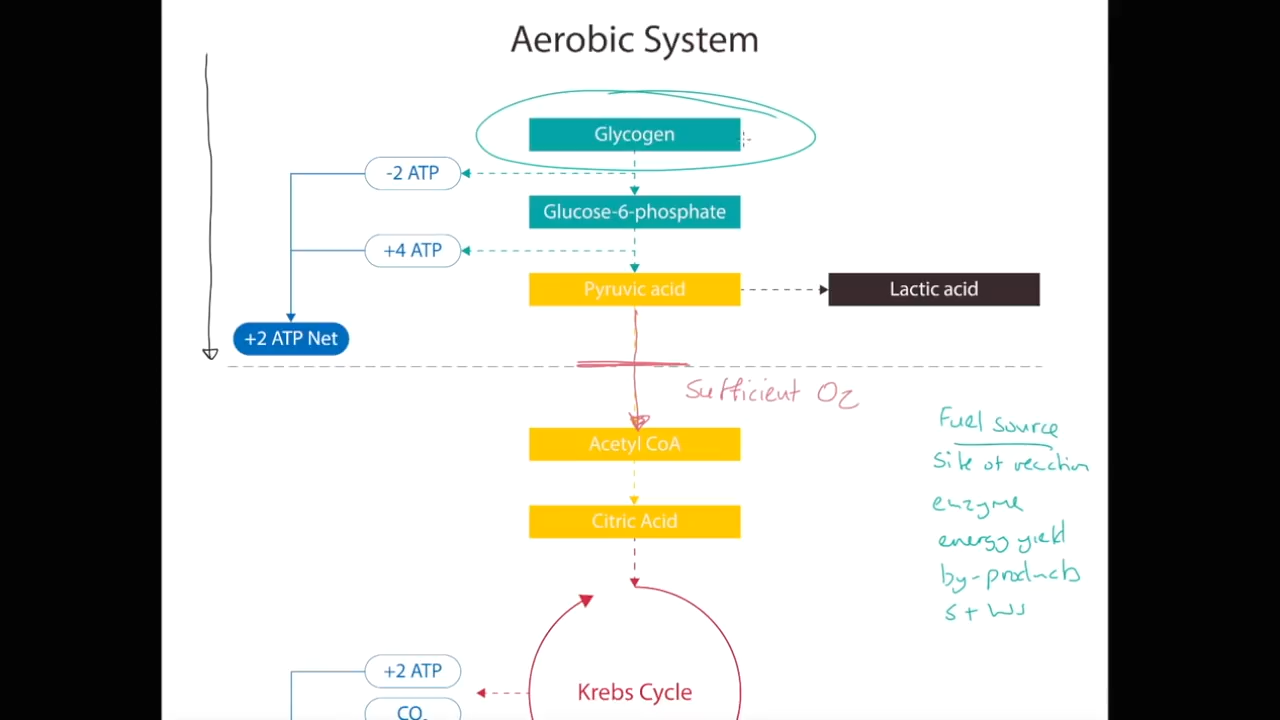 Aerobic System
Glycogen
-2 ATP
Glucose-6-phosphate
+4 ATP
Pyruvic acid
Lactic acid
+2 ATP Net
Sufficient O2
Acetyl CoA
Fuel source
Site of reaction
enzyme
energy yield
by-products
Citric Acid
S + WS
+2 ATP
Krebs Cycle
CO2